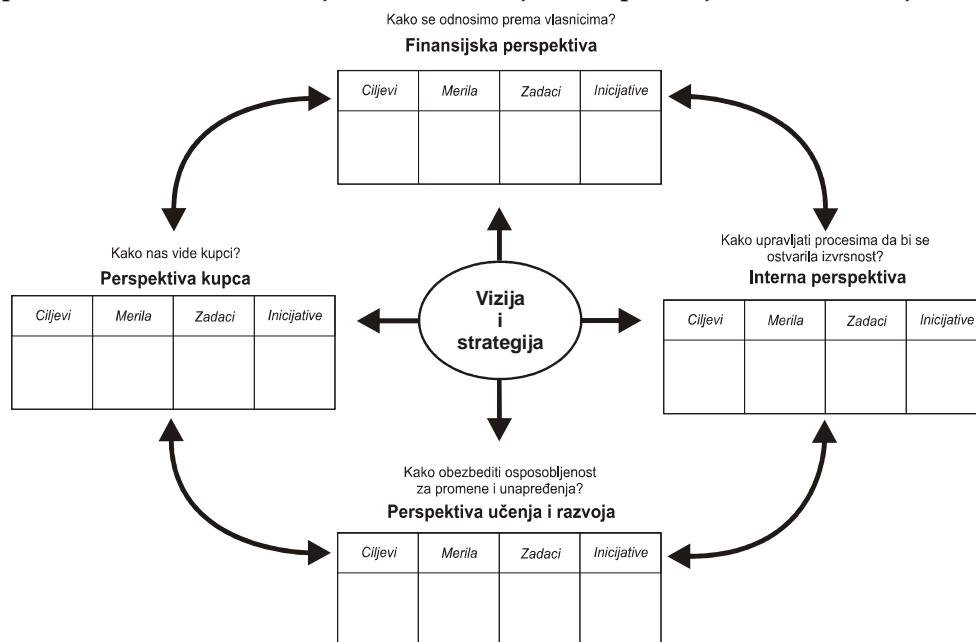 Kako se odnosimo prema vlasnicima?
Finansijska perspektiva
Ciljevi Merila Zadaci Inicijative
Kako nas vide kupci?
Perspektiva kupca
Ciljevi Merila Zadaci Inicijative
Vizija
i
strategija
Kako upravljati procesima da bi se
ostvarila izvrsnost?
Interna perspektiva
Ciljevi Merila Zadaci Inicijative
Kako obezbediti osposobljenost
za promene i unapređenja?
Perspektiva učenja i razvoja
Ciljevi Merila Zadaci Inicijative